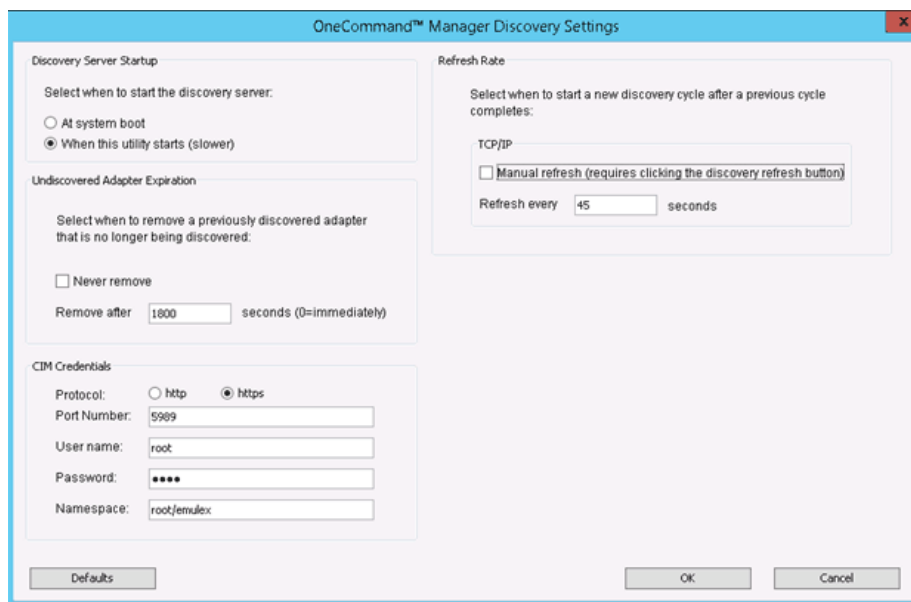 OneCommand™ Manager Discovery Settings
x
Discovery Server Startup
Select when to start the discovery server:
At system boot
When this utility starts (slower)
Undiscovered Adapter Expiration
Select when to remove a previously discovered adapter
that is no longer being discovered:
Never remove
Remove after 1800 seconds (0=immediately)
CIM Credentials
Protocol: http https
Port Number: 5989
User name: root
Password: ●●●●
Namespace: root/emulex
Refresh Rate
Select when to start a new discovery cycle after a previous cycle
completes:
TCP/IP
Manual refresh (requires clicking the discovery refresh button)
Refresh every 45 seconds
Defaults
OK
Cancel